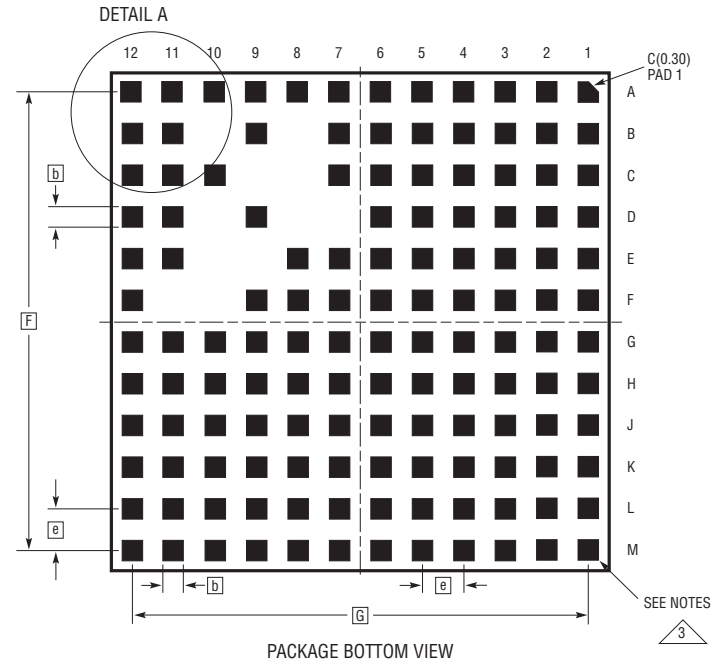 DETAIL A
12 11 10 9 8 7 6 5 4 3 2 1
C(0.30)
PAD 1
A
B
C
b
D
E
F
F
G
H
J
K
L
e
M
b
e
SEE NOTES
G
3
PACKAGE BOTTOM VIEW